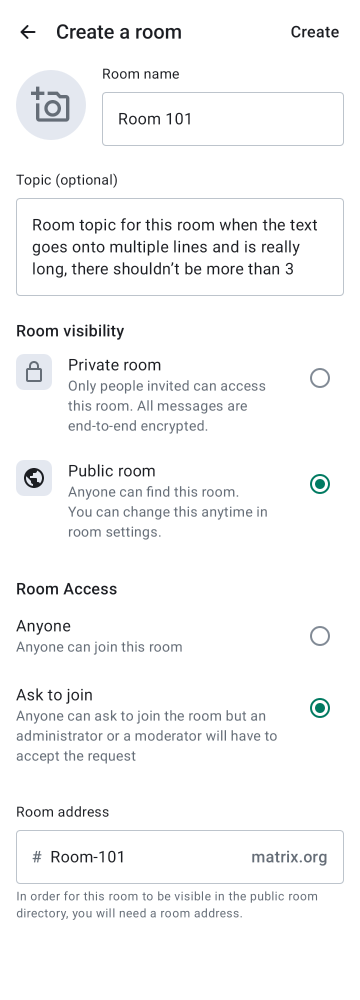 Create a room
Create
Room name
Room 101
Topic (optional)
Room topic for this room when the text
goes onto multiple lines and is really
long, there shouldn’t be more than 3
Room visibility
Private room
Only people invited can access
this room. All messages are
end-to-end encrypted.
Public room
Anyone can find this room.
You can change this anytime in
room settings.
Room Access
Anyone
Anyone can join this room
Ask to join
Anyone can ask to join the room but an
administrator or a moderator will have to
accept the request
Room address
# Room-101
matrix.org
In order for this room to be visible in the public room
directory, you will need a room address.